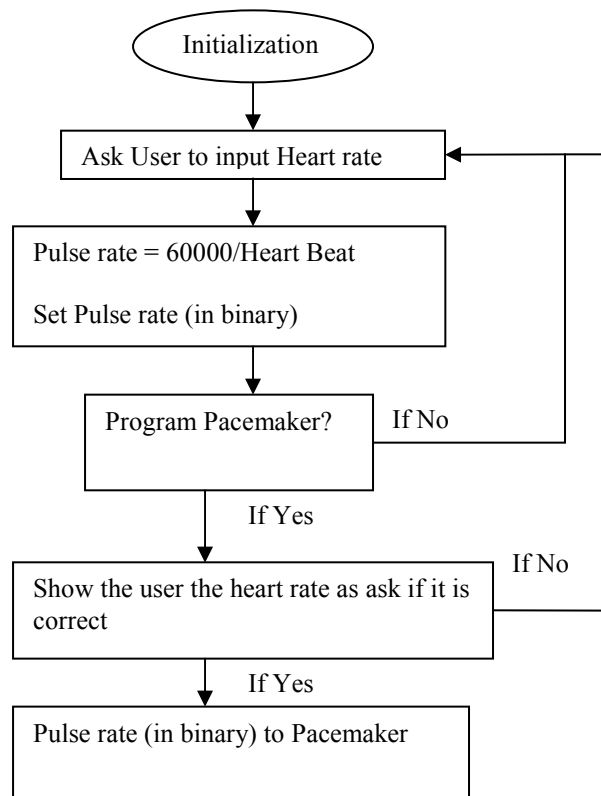 Initialization
Ask User to input Heart rate
Pulse rate = 60000/Heart Beat
Set Pulse rate (in binary)
Program Pacemaker?
If No
If Yes
If No
Show the user the heart rate as ask if it is
correct
If Yes
Pulse rate (in binary) to Pacemaker